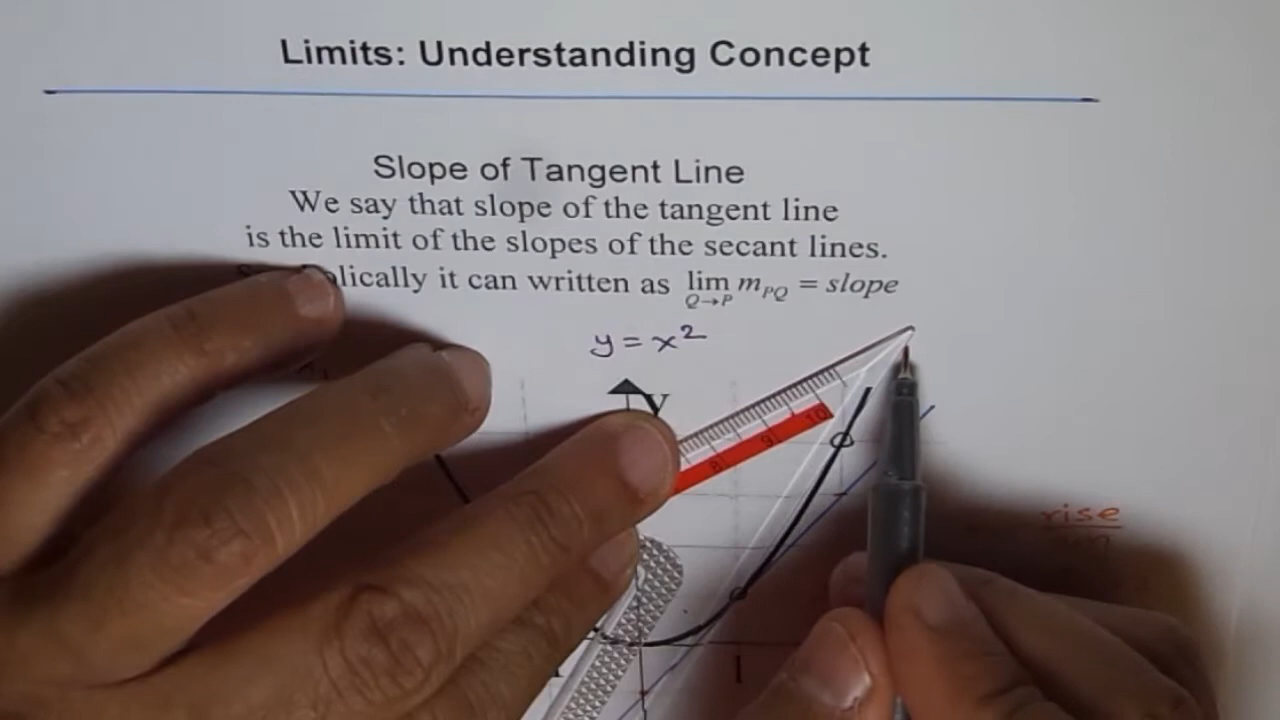 Limits: Understanding Concept
Slope of Tangent Line
We say that slope of the tangent line
is the limit of the slopes of the secant lines.
it can written as lim m_PQ = slope
Q→P
y = x²
y
10
9
8
rise
1